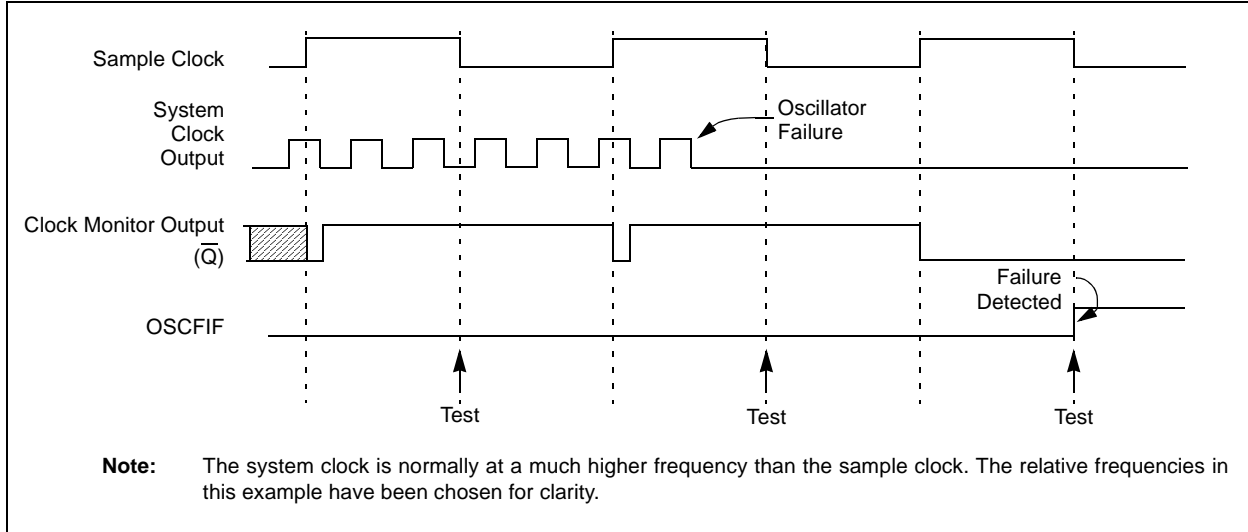 Sample Clock
System
Clock
Output
Oscillator
Failure
Clock Monitor Output
(Q̅)
Failure
Detected
OSCFIF
Test
Test
Test
Note: The system clock is normally at a much higher frequency than the sample clock. The relative frequencies in
this example have been chosen for clarity.